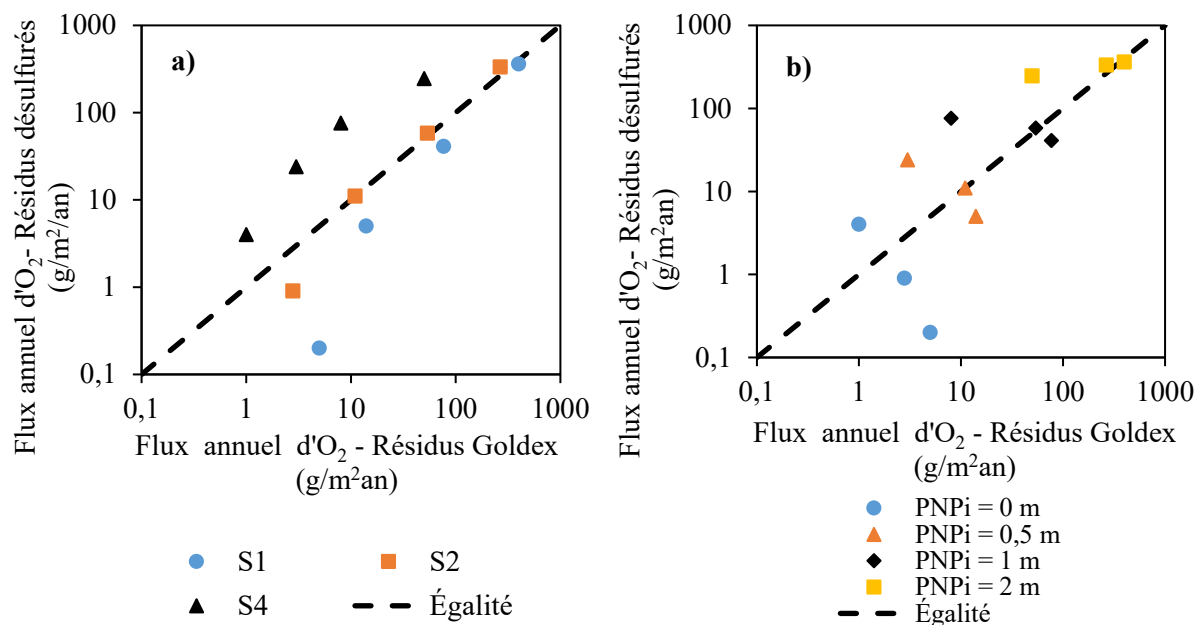 Flux annuel d'O2- Résidus désulfurés
(g/m2/an)
1000
100
10
1
0,1
a)
0,1 1 10 100 1000
Flux annuel d'O2 - Résidus Goldex
(g/m2an)
S1 S2
S4 Égalité
Flux annuel d'O2- Résidus désulfurés
(g/m2an)
1000
100
10
1
0,1
b)
0,1 1 10 100 1000
Flux annuel d'O2 - Résidus Goldex
(g/m2an)
PNPi = 0 m
PNPi = 0,5 m
PNPi = 1 m
PNPi = 2 m
Égalité